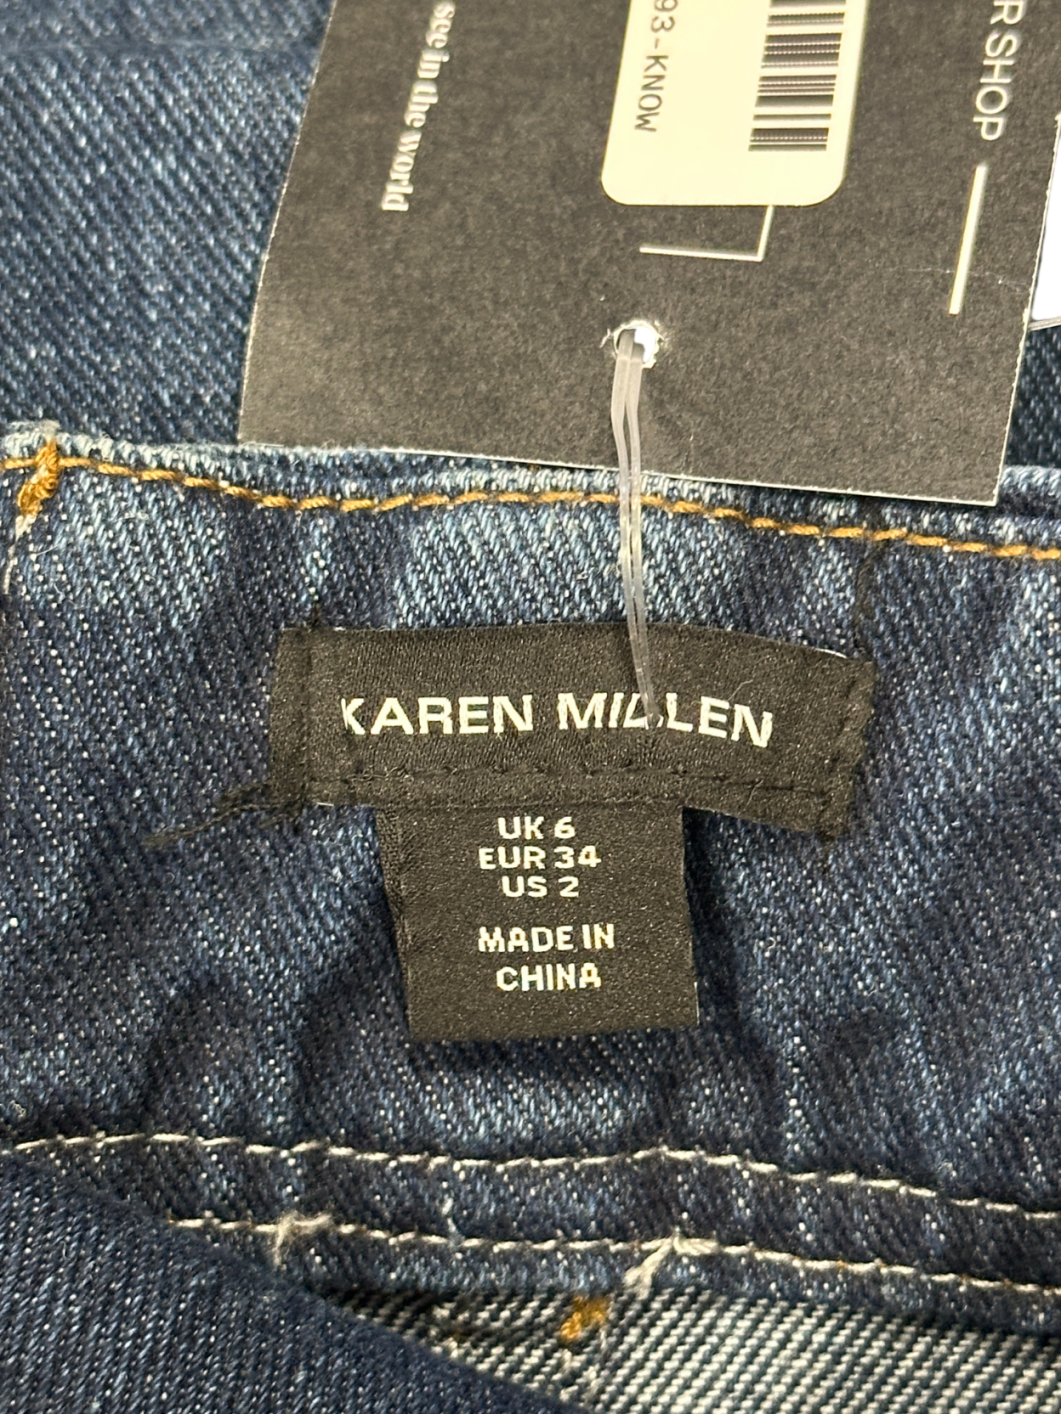 see in the world
93-KNOW
R SHOP
KAREN MILLEN
UK 6
EUR 34
US 2
MADE IN
CHINA